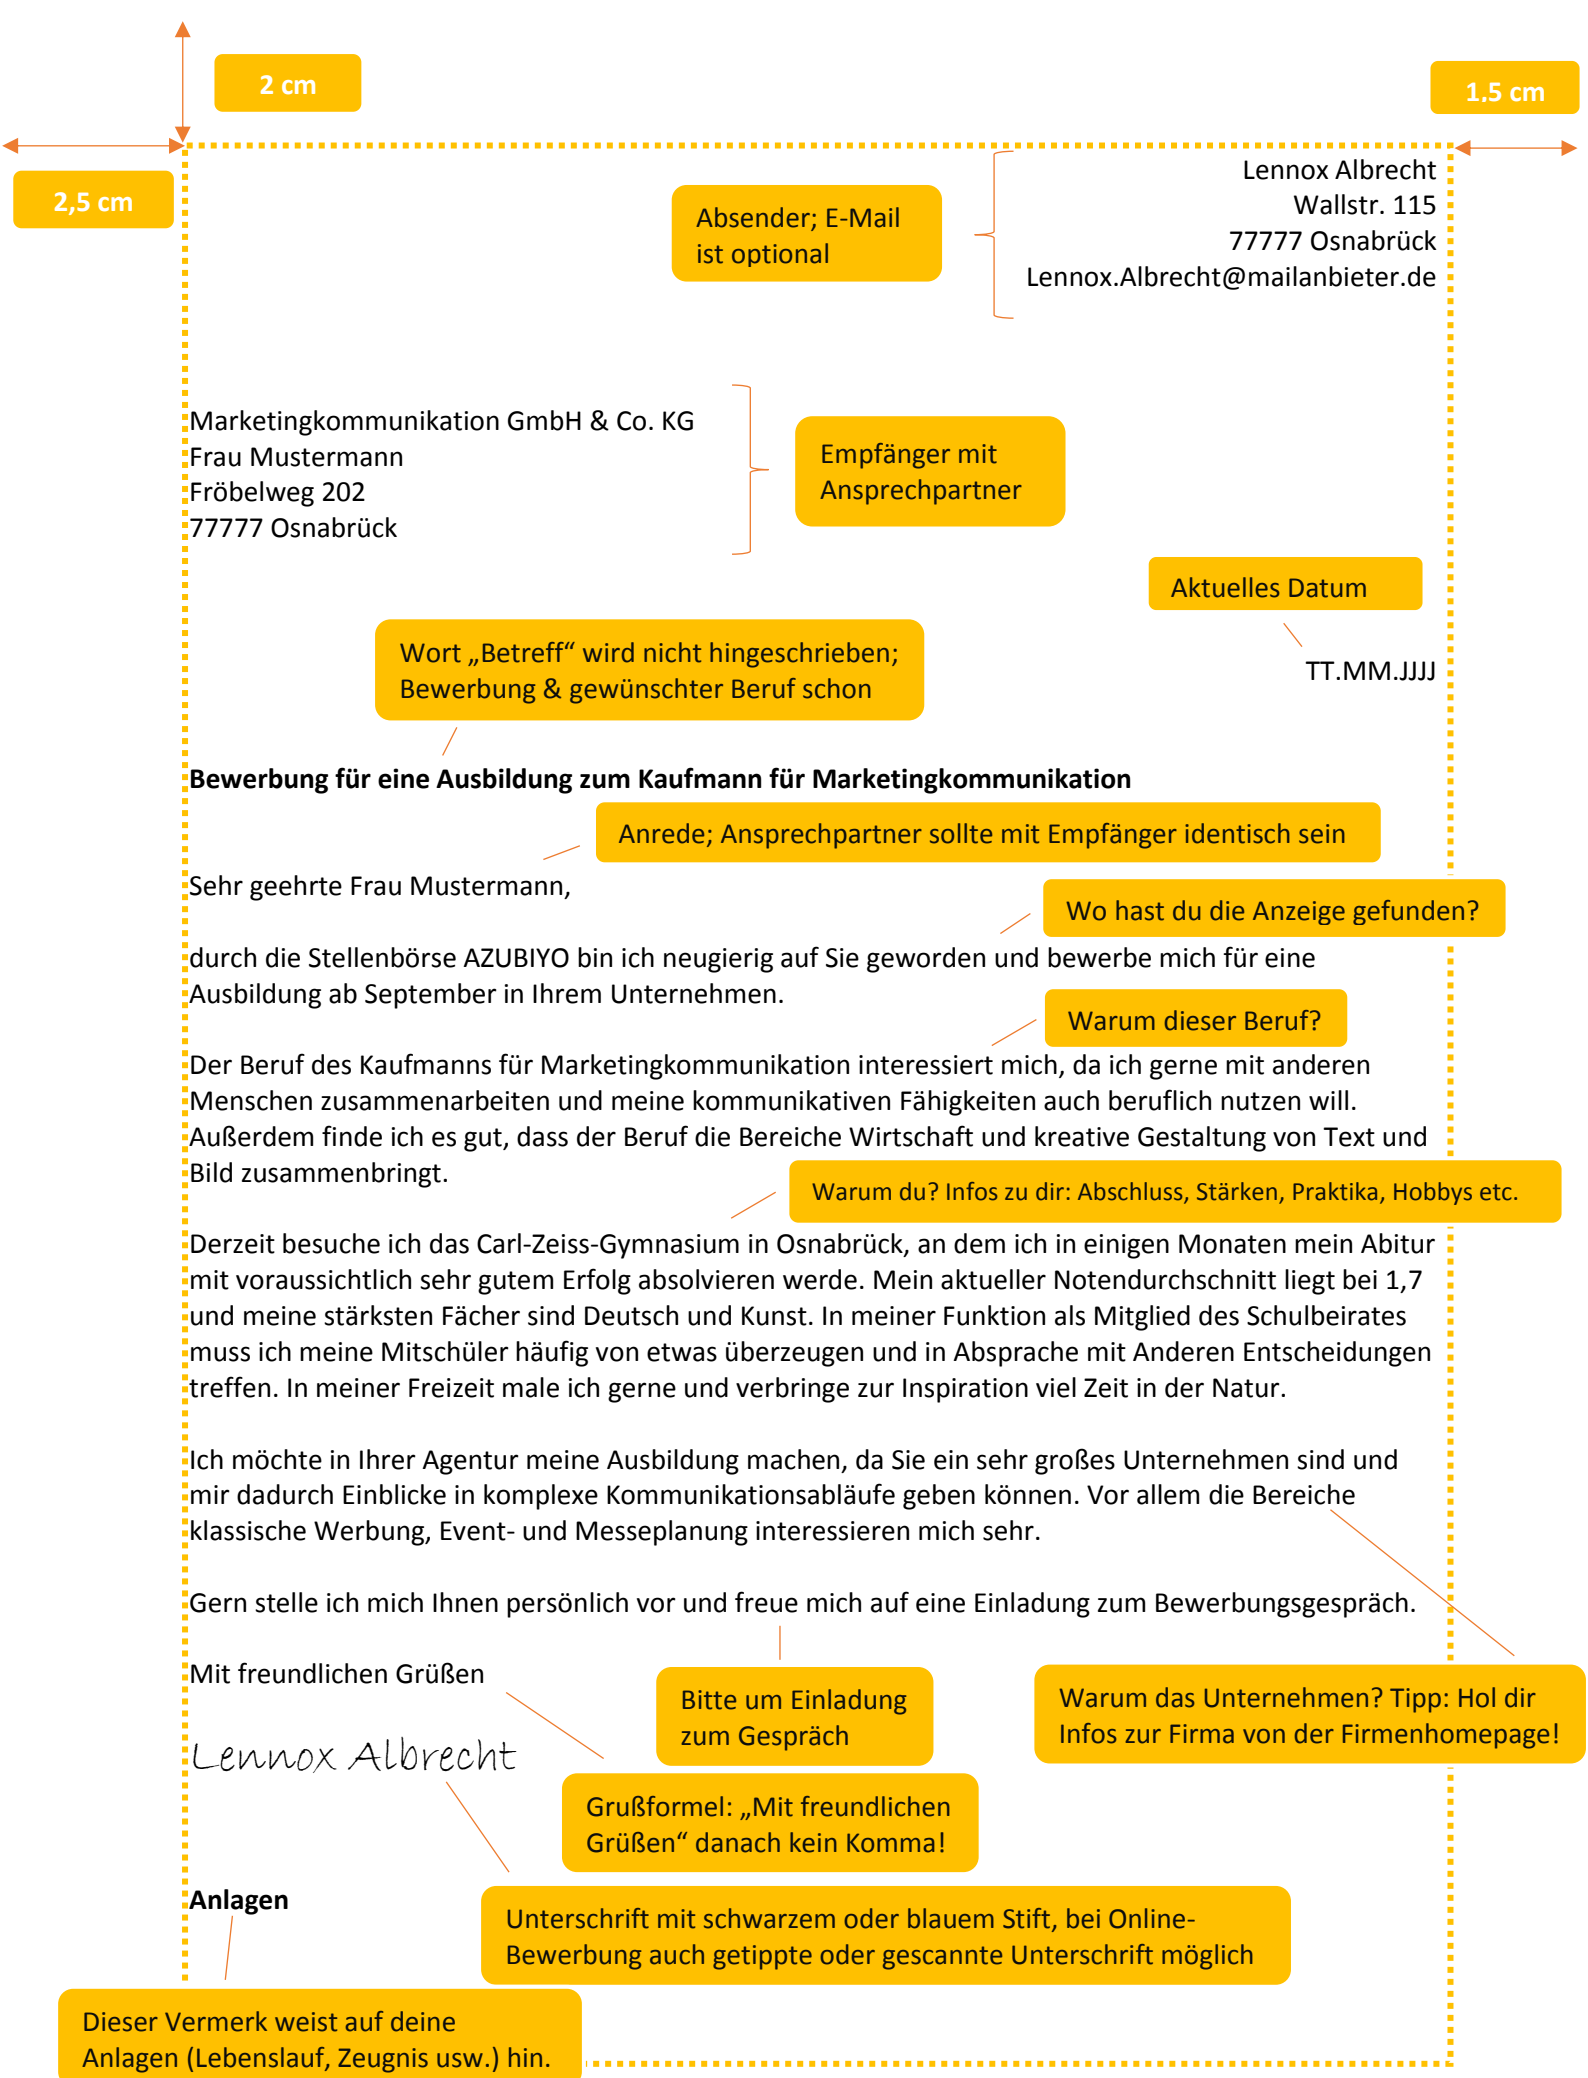 2 cm
1,5 cm
2,5 cm
Absender; E-Mail
ist optional
Lennox Albrecht
Wallstr. 115
77777 Osnabrück
Lennox.Albrecht@mailanbieter.de
Marketingkommunikation GmbH & Co. KG
Frau Mustermann
Fröbelweg 202
77777 Osnabrück
Empfänger mit
Ansprechpartner
Aktuelles Datum
TT.MM.JJJJ
Wort „Betreff“ wird nicht hingeschrieben;
Bewerbung & gewünschter Beruf schon
Bewerbung für eine Ausbildung zum Kaufmann für Marketingkommunikation
Anrede; Ansprechpartner sollte mit Empfänger identisch sein
Sehr geehrte Frau Mustermann,
Wo hast du die Anzeige gefunden?
durch die Stellenbörse AZUBIYO bin ich neugierig auf Sie geworden und bewerbe mich für eine
Ausbildung ab September in Ihrem Unternehmen.
Warum dieser Beruf?
Der Beruf des Kaufmanns für Marketingkommunikation interessiert mich, da ich gerne mit anderen
Menschen zusammenarbeiten und meine kommunikativen Fähigkeiten auch beruflich nutzen will.
Außerdem finde ich es gut, dass der Beruf die Bereiche Wirtschaft und kreative Gestaltung von Text und
Bild zusammenbringt.
Warum du? Infos zu dir: Abschluss, Stärken, Praktika, Hobbys etc.
Derzeit besuche ich das Carl-Zeiss-Gymnasium in Osnabrück, an dem ich in einigen Monaten mein Abitur
mit voraussichtlich sehr gutem Erfolg absolvieren werde. Mein aktueller Notendurchschnitt liegt bei 1,7
und meine stärksten Fächer sind Deutsch und Kunst. In meiner Funktion als Mitglied des Schulbeirates
muss ich meine Mitschüler häufig von etwas überzeugen und in Absprache mit Anderen Entscheidungen
treffen. In meiner Freizeit male ich gerne und verbringe zur Inspiration viel Zeit in der Natur.
Ich möchte in Ihrer Agentur meine Ausbildung machen, da Sie ein sehr großes Unternehmen sind und
mir dadurch Einblicke in komplexe Kommunikationsabläufe geben können. Vor allem die Bereiche
klassische Werbung, Event- und Messeplanung interessieren mich sehr.
Gern stelle ich mich Ihnen persönlich vor und freue mich auf eine Einladung zum Bewerbungsgespräch.
Mit freundlichen Grüßen
Bitte um Einladung
zum Gespräch
Warum das Unternehmen? Tipp: Hol dir
Infos zur Firma von der Firmenhomepage!
Lennox Albrecht
Grußformel: „Mit freundlichen
Grüßen“ danach kein Komma!
Anlagen
Unterschrift mit schwarzem oder blauem Stift, bei Online-
Bewerbung auch getippte oder gescannte Unterschrift möglich
Dieser Vermerk weist auf deine
Anlagen (Lebenslauf, Zeugnis usw.) hin.